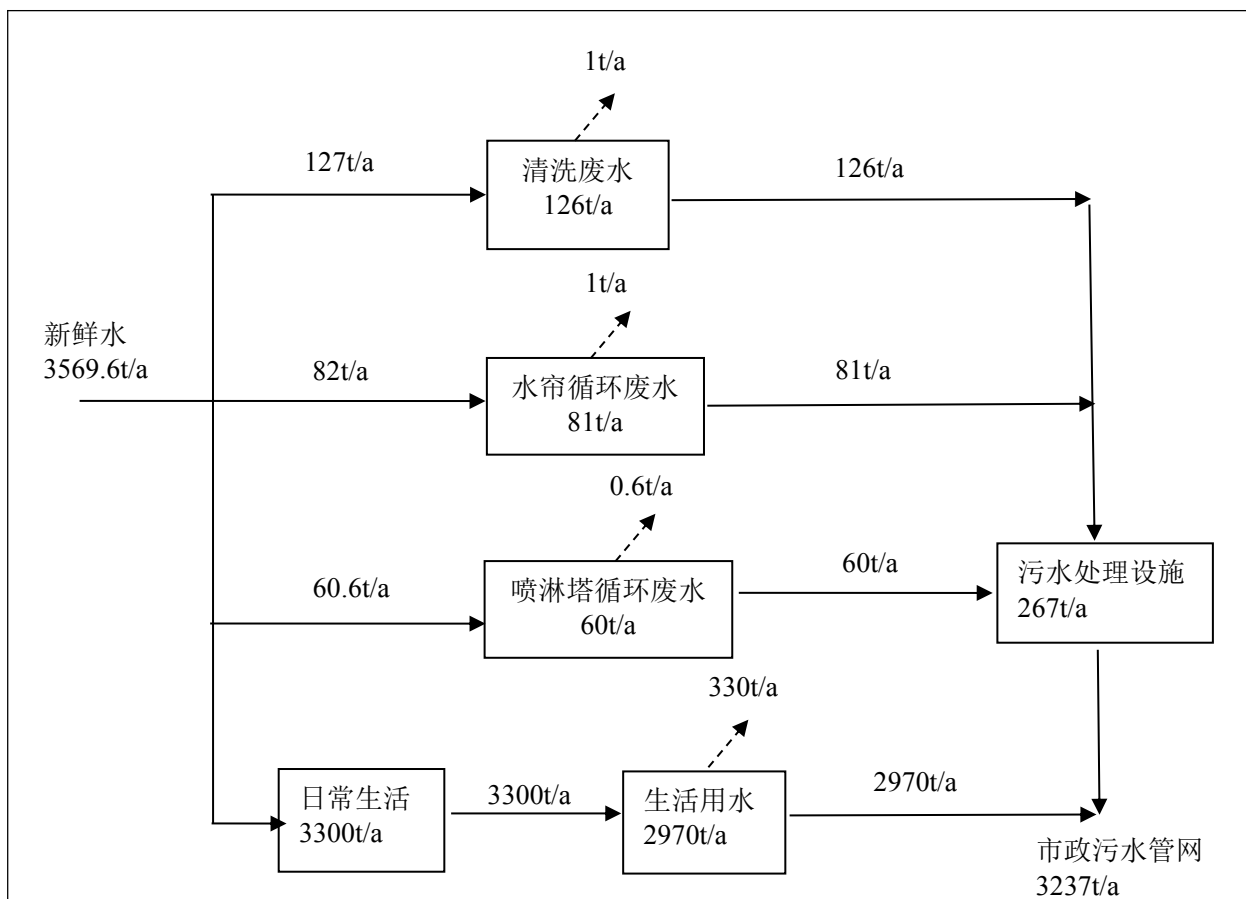 1t/a
127t/a
清洗废水
126t/a
126t/a
1t/a
新鲜水
3569.6t/a
82t/a
水帘循环废水
81t/a
81t/a
0.6t/a
60.6t/a
喷淋塔循环废水
60t/a
60t/a
污水处理设施
267t/a
330t/a
日常生活
3300t/a
3300t/a
生活用水
2970t/a
2970t/a
市政污水管网
3237t/a